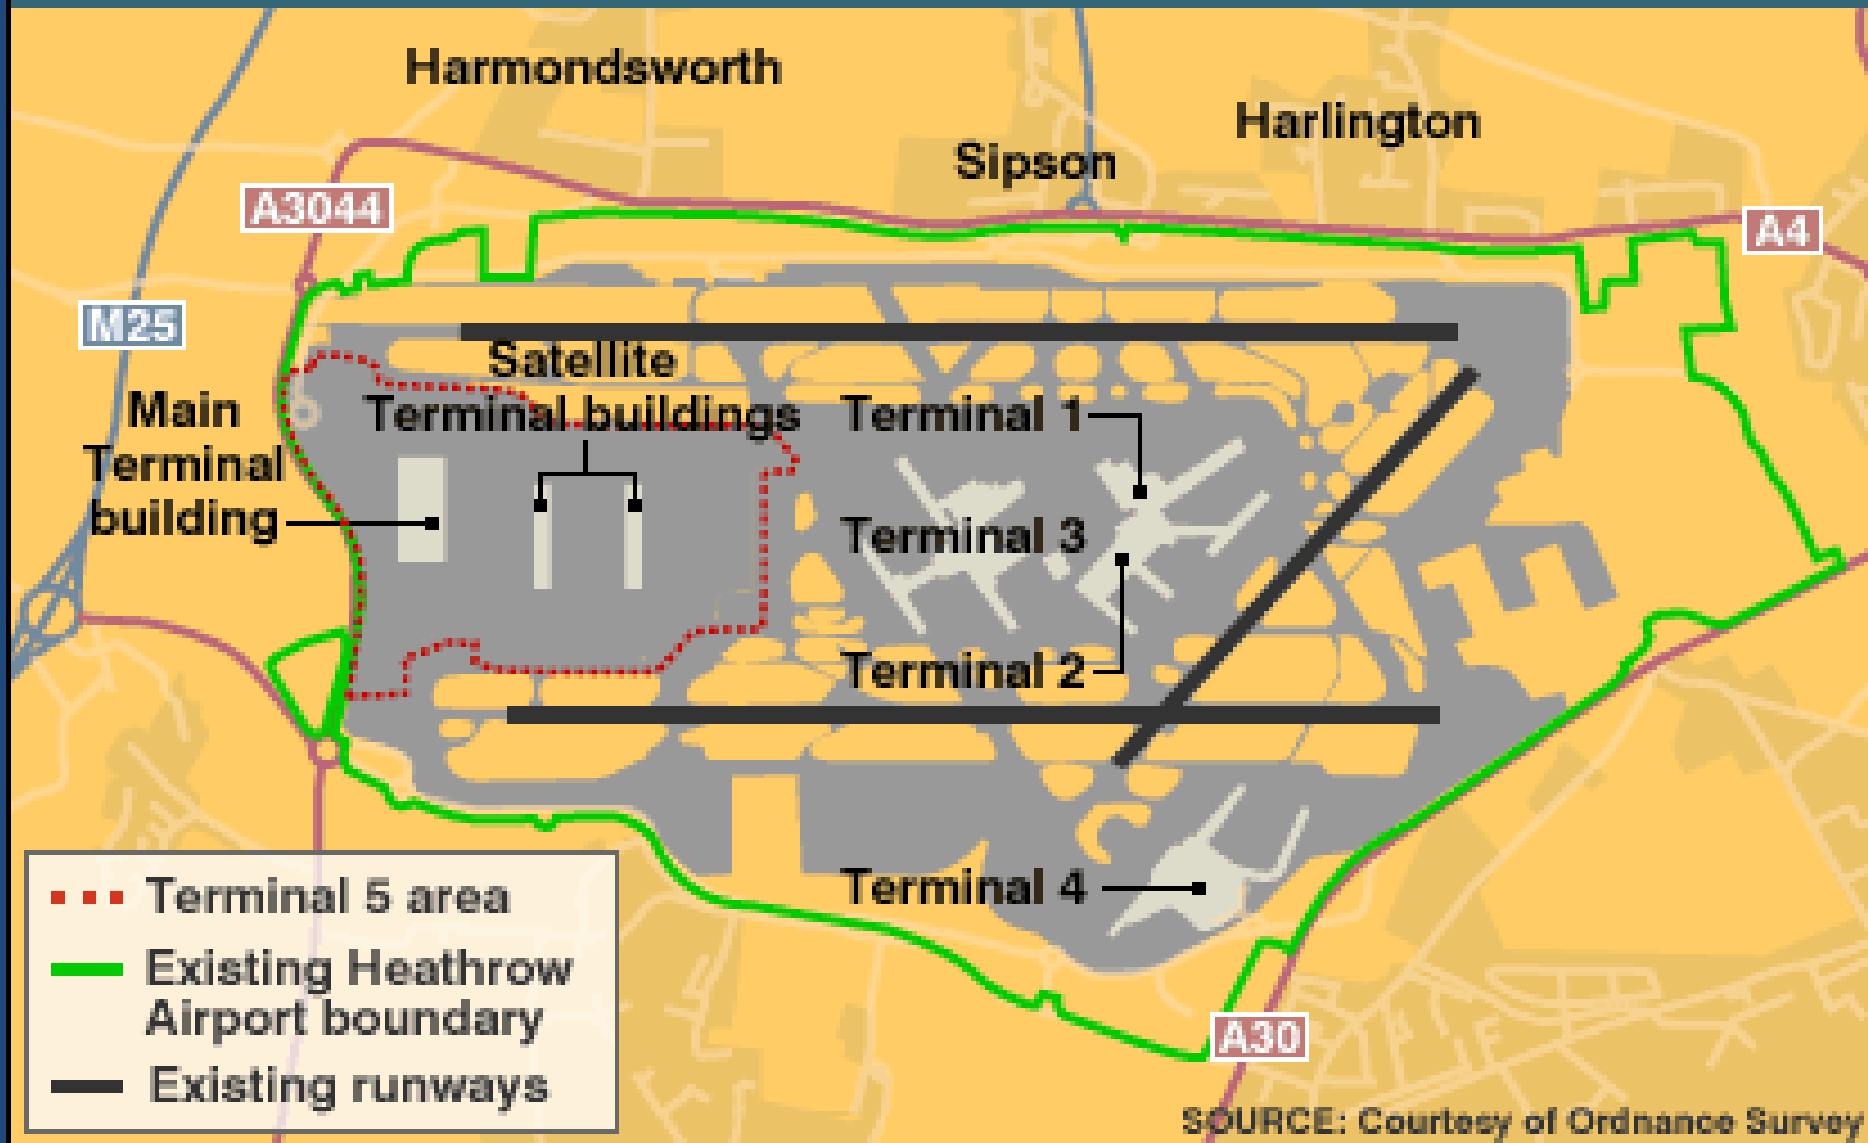 Harmondsworth
Harlington
Sipson
A3044
A4
M25
Satellite
Terminal buildings
Main
Terminal
building
Terminal 1
Terminal 3
Terminal 2
Terminal 4
Terminal 5 area
Existing Heathrow
Airport boundary
Existing runways
A30
SOURCE: Courtesy of Ordnance Survey